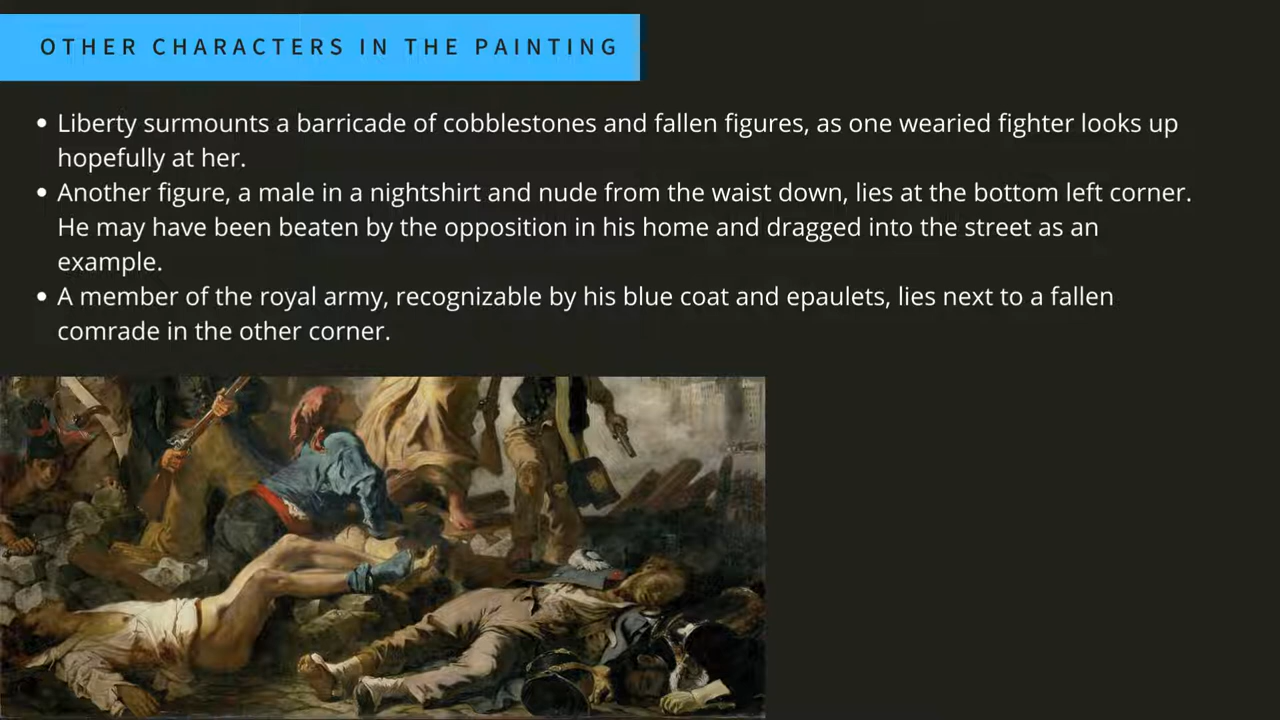 OTHER CHARACTERS IN THE PAINTING
• Liberty surmounts a barricade of cobblestones and fallen figures, as one wearied fighter looks up
hopefully at her.
• Another figure, a male in a nightshirt and nude from the waist down, lies at the bottom left corner.
He may have been beaten by the opposition in his home and dragged into the street as an
example.
• A member of the royal army, recognizable by his blue coat and epaulets, lies next to a fallen
comrade in the other corner.